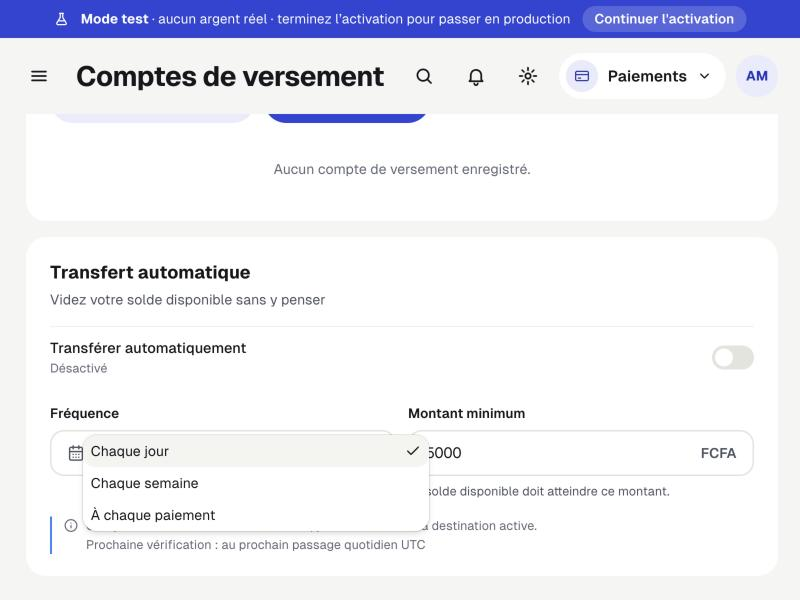 Mode test · aucun argent réel · terminez l'activation pour passer en production
Continuer l'activation
Comptes de versement
Paiements
AM
Aucun compte de versement enregistré.
Transfert automatique
Videz votre solde disponible sans y penser
Transférer automatiquement
Désactivé
Fréquence
Montant minimum
Chaque jour
5000
FCFA
Chaque semaine
solde disponible doit atteindre ce montant.
À chaque paiement
destination active.
Prochaine vérification : au prochain passage quotidien UTC